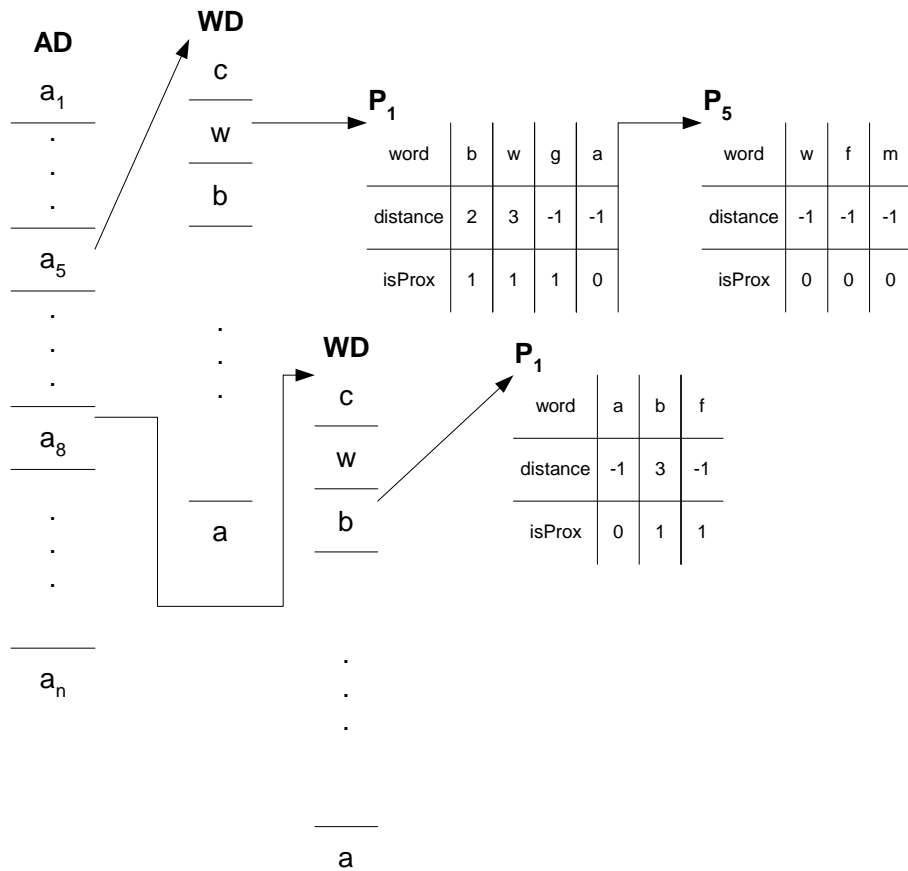 AD
a₁
.
.
.
a₅
.
.
.
a₈
.
.
.
aₙ
WD
c
w
b
.
.
.
a
P₁
word b w g a
distance 2 3 -1 -1
isProx 1 1 1 0
P₅
word w f m
distance -1 -1 -1
isProx 0 0 0
WD
c
w
b
.
.
.
a
P₁
word a b f
distance -1 3 -1
isProx 0 1 1